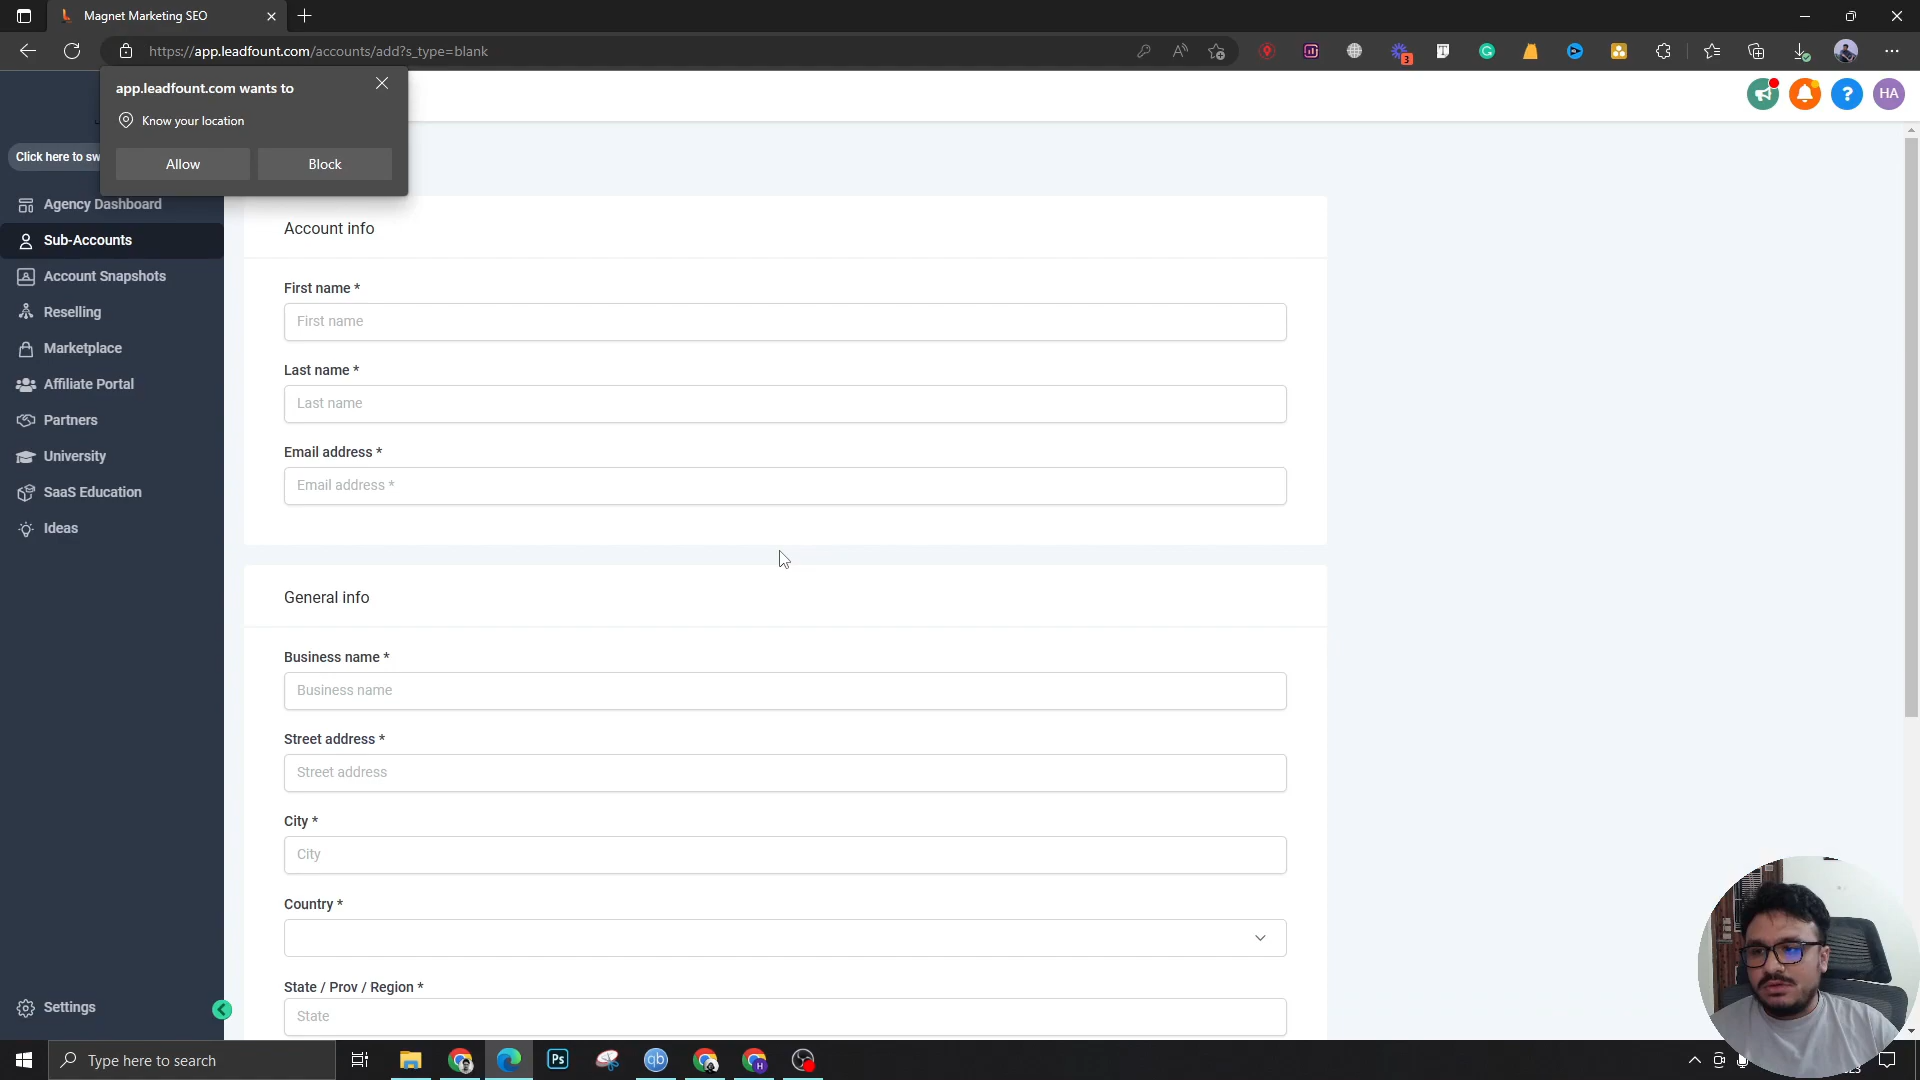 Magnet Marketing SEO
https://app.leadfount.com/accounts/add?s_type=blank
3
app.leadfount.com wants to
Know your location
Allow
Block
HA
Click here to sw
Agency Dashboard
Sub-Accounts
Account Snapshots
Reselling
Marketplace
Affiliate Portal
Partners
University
SaaS Education
Ideas
Settings
Account info
First name *
First name
Last name *
Last name
Email address *
Email address *
General info
Business name *
Business name
Street address *
Street address
City *
City
Country *
State / Prov / Region *
State
Type here to search
Ps
qb